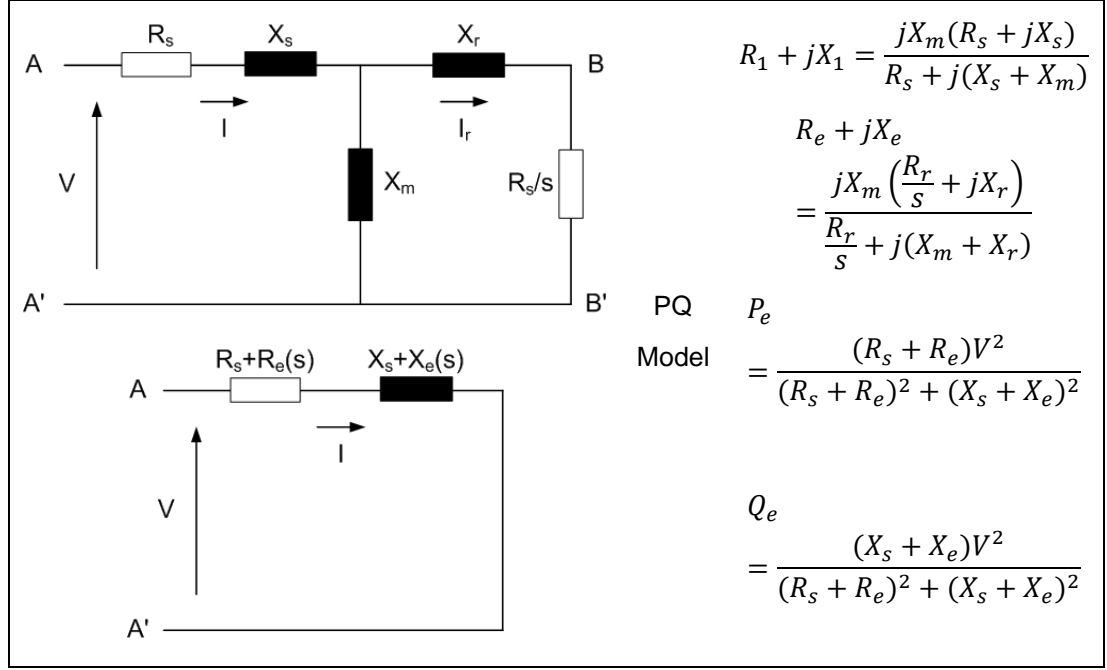 Rs Xs Xr
A B
I Ir
V Xm Rs/s
A' B'
Rs+Re(s) Xs+Xe(s)
A
I
V
A'
PQ
Model
R₁ + jX₁ = jXₘ(Rₛ + jXₛ) / Rₛ + j(Xₛ + Xₘ)
Rₑ + jXₑ
= jXₘ(Rᵣ/s + jXᵣ) / Rᵣ/s + j(Xₘ + Xᵣ)
Pₑ
= (Rₛ + Rₑ)V² / (Rₛ + Rₑ)² + (Xₛ + Xₑ)²
Qₑ
= (Xₛ + Xₑ)V² / (Rₛ + Rₑ)² + (Xₛ + Xₑ)²